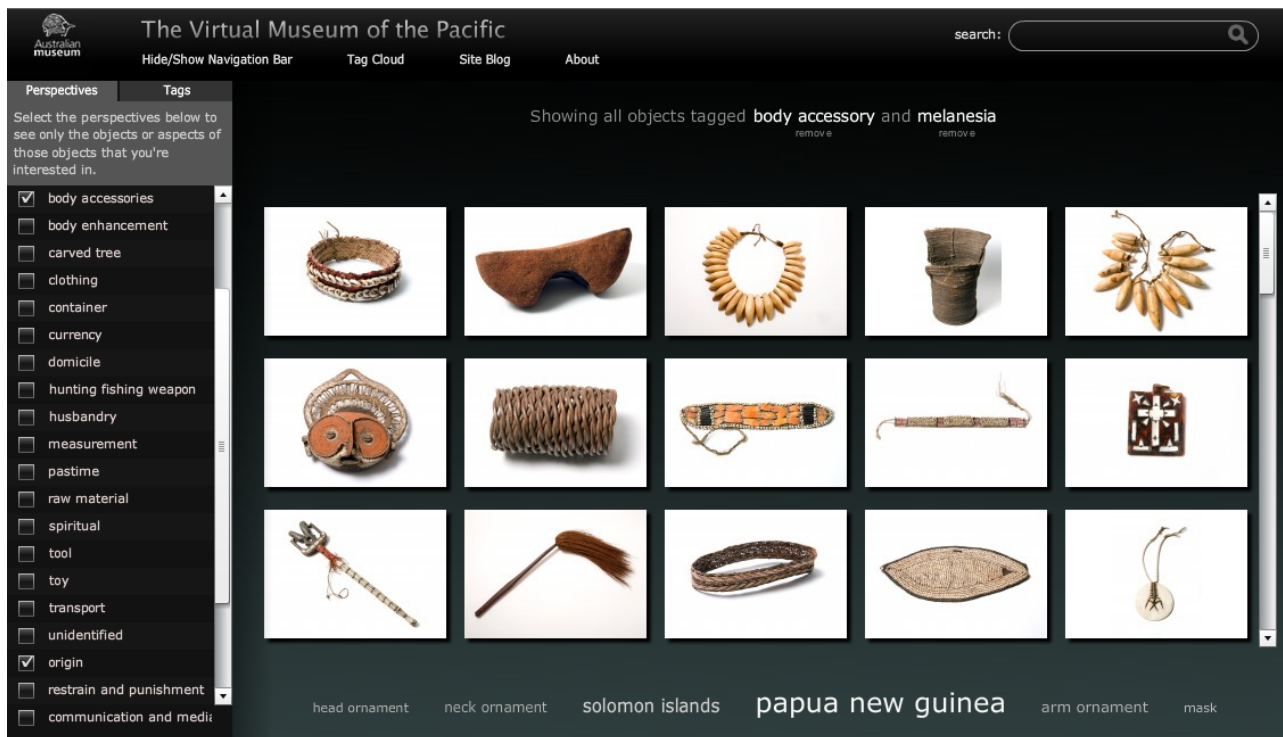 Australian
museum
The Virtual Museum of the Pacific
search:
Hide/Show Navigation Bar Tag Cloud Site Blog About
Perspectives Tags
Select the perspectives below to
see only the objects or aspects of
those objects that you're
interested in.
Showing all objects tagged body accessory and melanesia
remove remove
body accessories
body enhancement
carved tree
clothing
container
currency
domicile
hunting fishing weapon
husbandry
measurement
pastime
raw material
spiritual
tool
toy
transport
unidentified
origin
restrain and punishment
communication and media
head ornament neck ornament solomon islands papua new guinea arm ornament mask